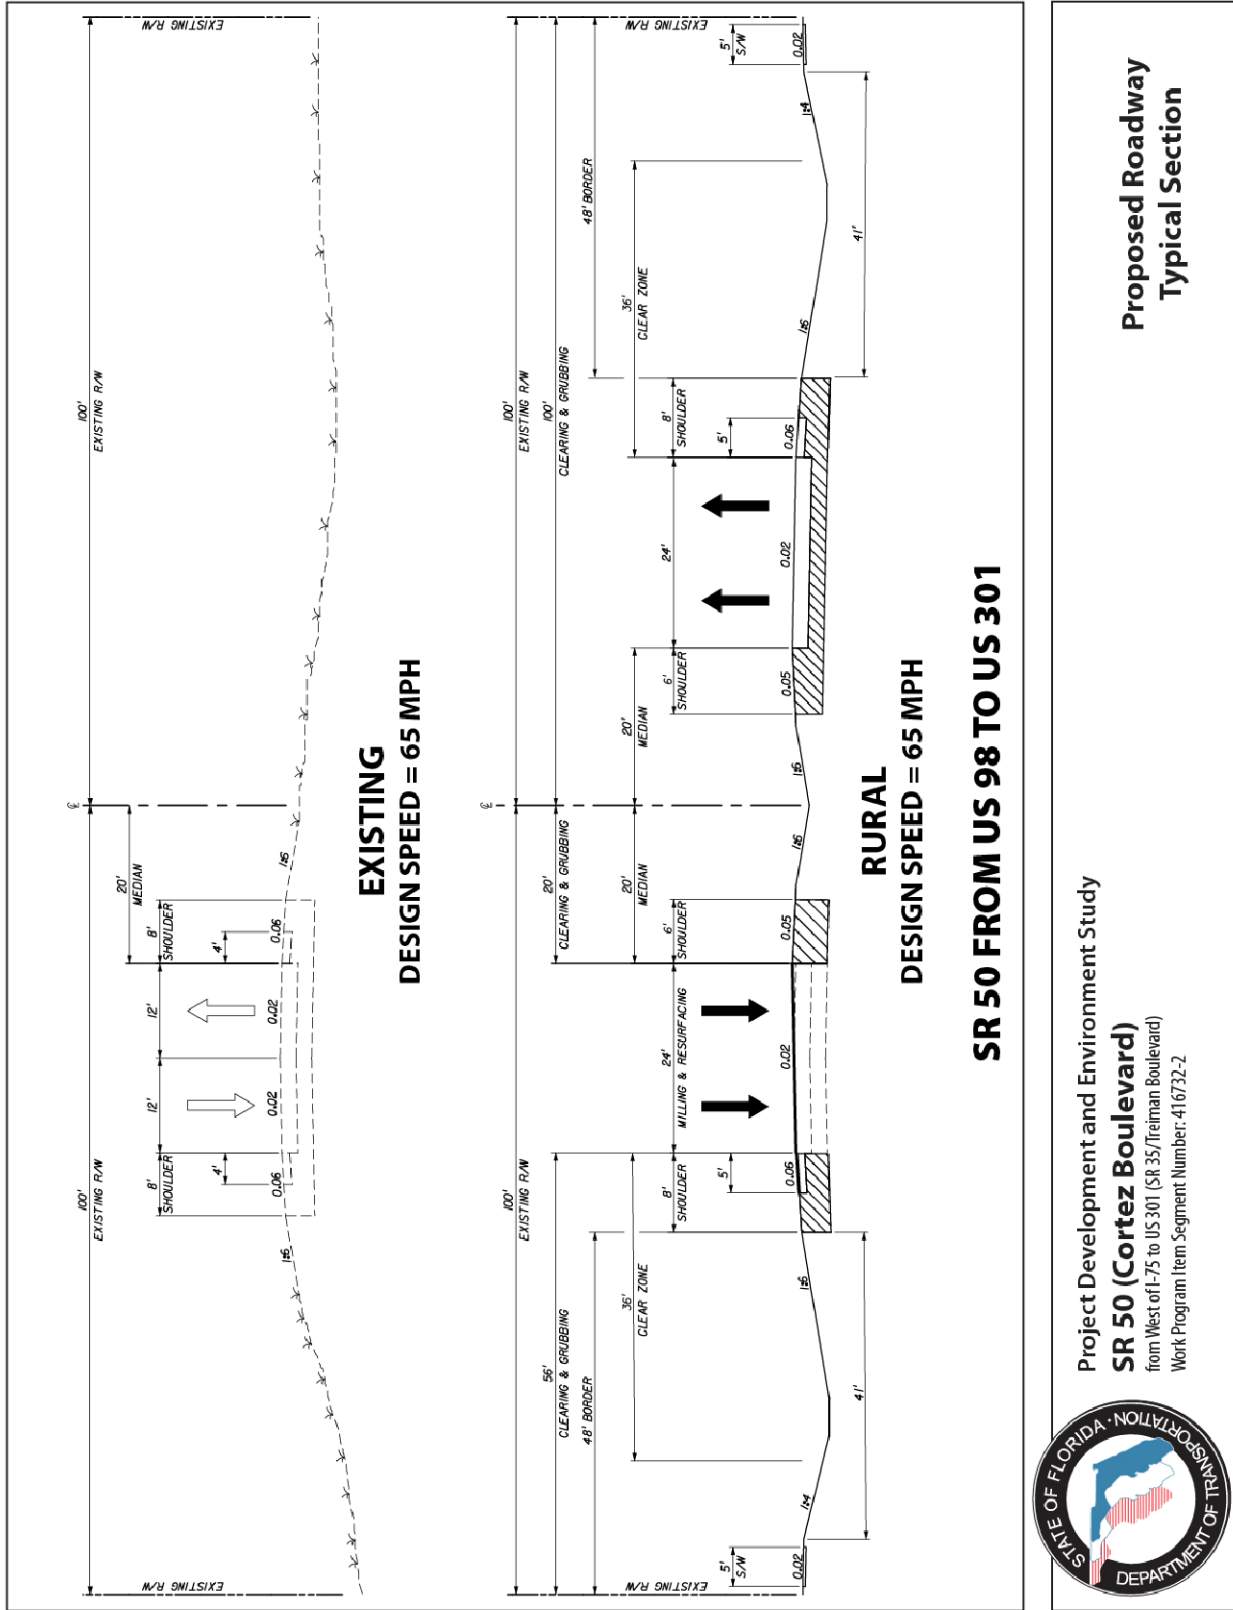 100'
EXISTING R/W
100'
EXISTING R/W
20'
MEDIAN
8'
SHOULDER
12'
12'
8'
SHOULDER
4'
4'
EXISTING R/W
EXISTING R/W
1:6
0.06
0.02
0.02
0.06
1:6
℄
EXISTING
DESIGN SPEED = 65 MPH
100'
EXISTING R/W
100'
EXISTING R/W
56'
CLEARING & GRUBBING
20'
CLEARING & GRUBBING
100'
CLEARING & GRUBBING
48' BORDER
48' BORDER
36'
CLEAR ZONE
20'
MEDIAN
20'
MEDIAN
36'
CLEAR ZONE
8'
SHOULDER
24'
MILLING & RESURFACING
6'
SHOULDER
6'
SHOULDER
24'
8'
SHOULDER
5'
S/W
5'
5'
5'
S/W
EXISTING R/W
EXISTING R/W
℄
0.02
1:4
1:6
0.06
0.02
0.05
1:6
1:6
0.05
0.02
0.06
1:6
1:4
0.02
41'
41'
RURAL
DESIGN SPEED = 65 MPH
SR 50 FROM US 98 TO US 301
STATE OF FLORIDA · DEPARTMENT OF TRANSPORTATION ·
Project Development and Environment Study
SR 50 (Cortez Boulevard)
from West of I-75 to US 301 (SR 35/Treiman Boulevard)
Work Program Item Segment Number: 416732-2
Proposed Roadway
Typical Section